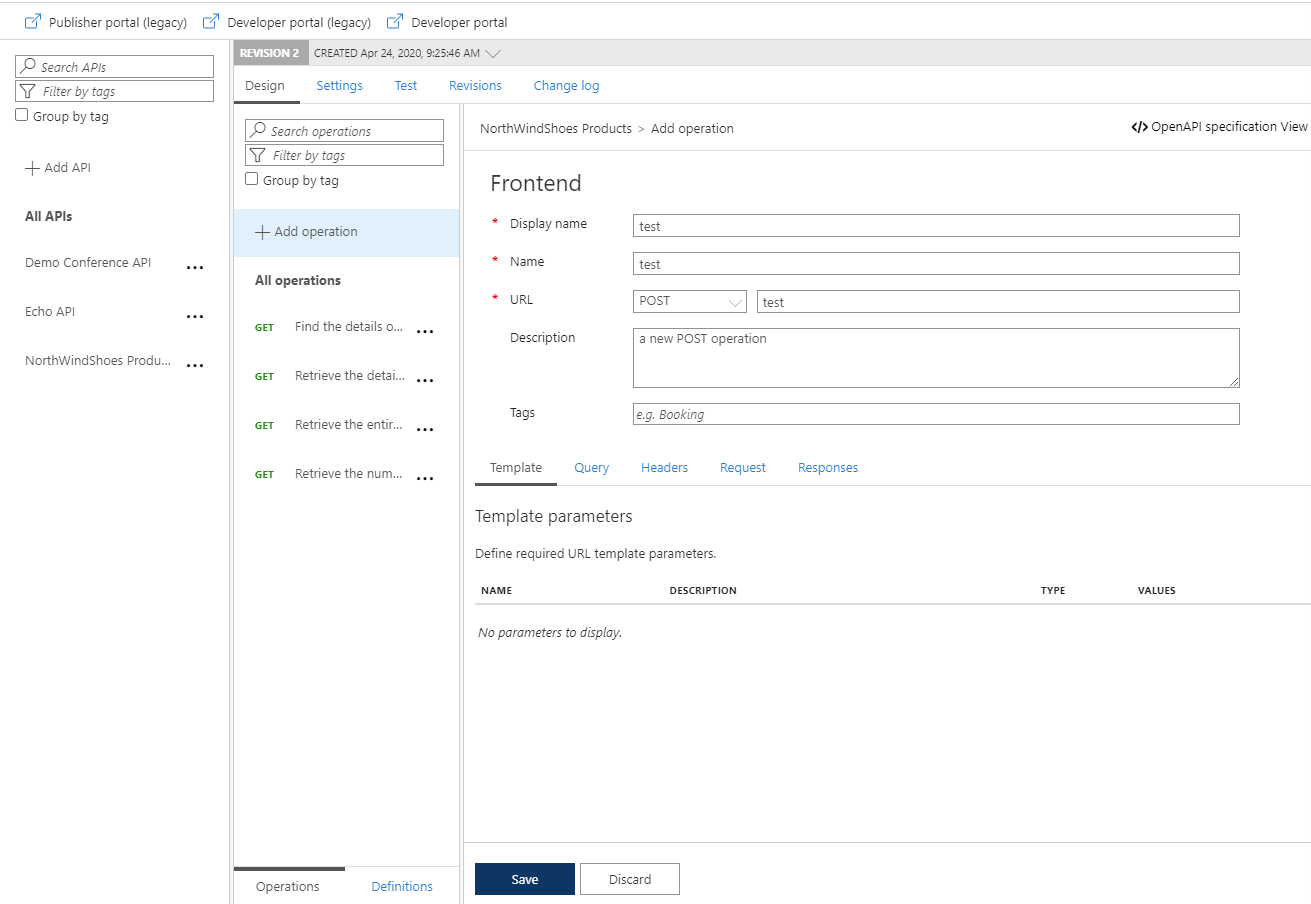 Publisher portal (legacy) Developer portal (legacy) Developer portal
Search APIs
Filter by tags
Group by tag
Add API
All APIs
Demo Conference API ...
Echo API ...
NorthWindShoes Produ... ...
REVISION 2 CREATED Apr 24, 2020, 9:25:46 AM
Design Settings Test Revisions Change log
Search operations
Filter by tags
Group by tag
Add operation
All operations
GET Find the details o... ...
GET Retrieve the detai... ...
GET Retrieve the entir... ...
GET Retrieve the num... ...
Operations Definitions
NorthWindShoes Products > Add operation </> OpenAPI specification View
Frontend
* Display name test
* Name test
* URL POST test
Description a new POST operation
Tags e.g. Booking
Template Query Headers Request Responses
Template parameters
Define required URL template parameters.
NAME DESCRIPTION TYPE VALUES
No parameters to display.
Save Discard